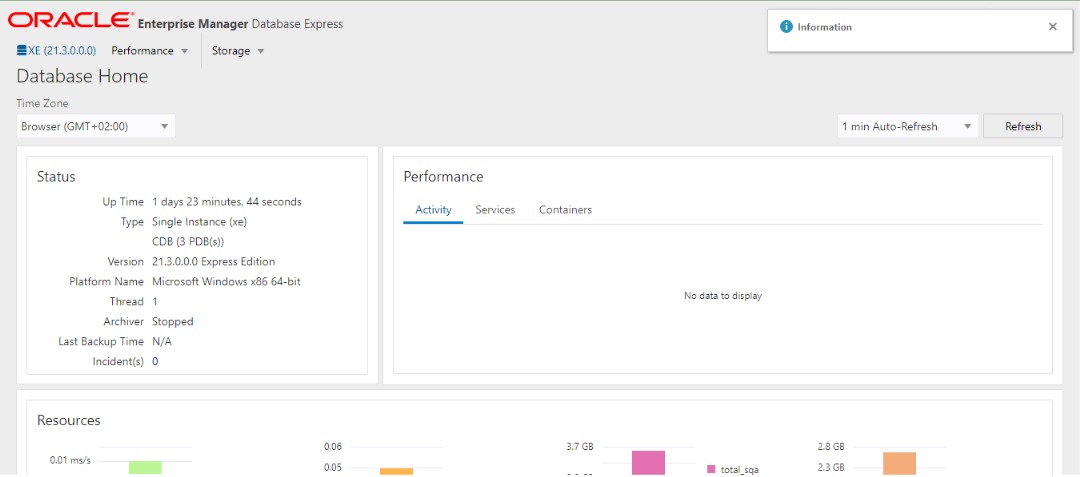 ORACLE Enterprise Manager Database Express
Information
XE (21.3.0.0.0) Performance Storage
Database Home
Time Zone
Browser (GMT+02:00)
1 min Auto-Refresh Refresh
Status
Up Time 1 days 23 minutes, 44 seconds
Type Single Instance (xe)
CDB (3 PDB(s))
Version 21.3.0.0.0 Express Edition
Platform Name Microsoft Windows x86 64-bit
Thread 1
Archiver Stopped
Last Backup Time N/A
Incident(s) 0
Performance
Activity Services Containers
No data to display
Resources
0.01 ms/s
0.06
0.05
3.7 GB
total_sga
2.8 GB
2.3 GB